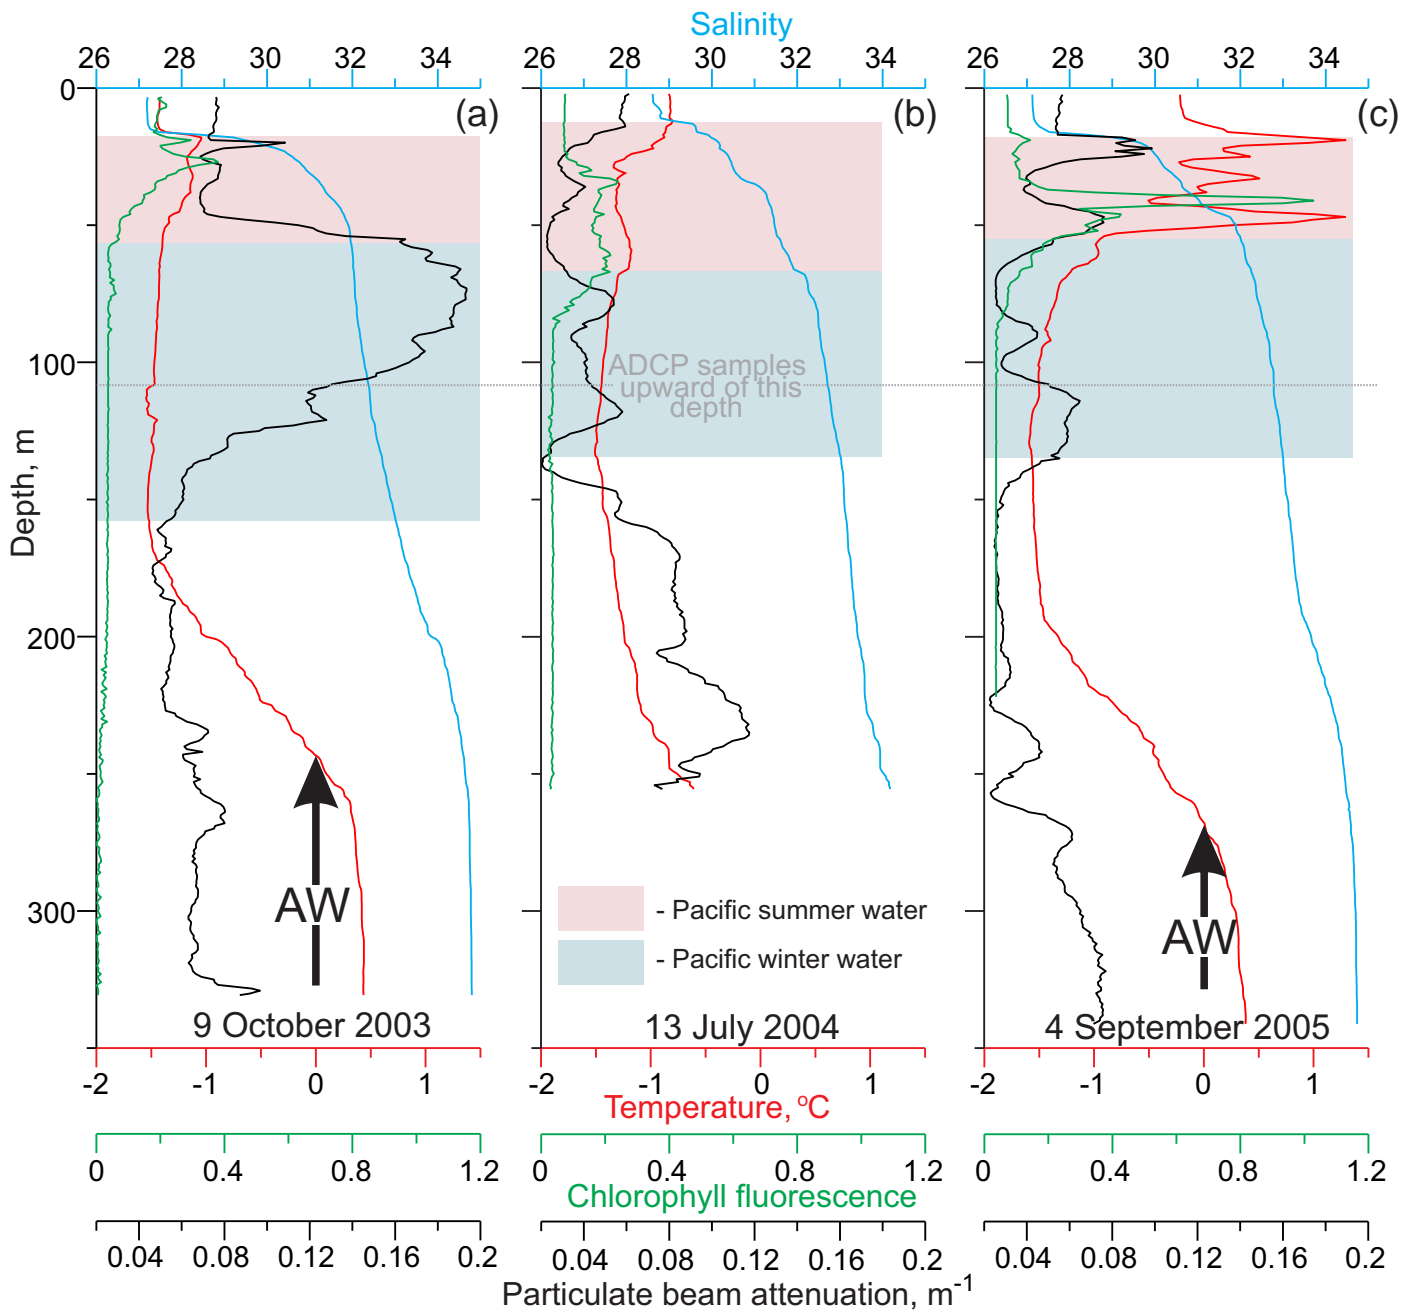 Salinity
26 28 30 32 34 26 28 30 32 34 26 28 30 32 34
0 (a) (b) (c)
100
ADCP samples
upward of this
depth
Depth, m
200
300
AW AW
- Pacific summer water
- Pacific winter water
9 October 2003 13 July 2004 4 September 2005
-2 -1 0 1 -2 -1 0 1 -2 -1 0 1
Temperature, °C
0 0.4 0.8 1.2 0 0.4 0.8 1.2 0 0.4 0.8 1.2
Chlorophyll fluorescence
0.04 0.08 0.12 0.16 0.2 0.04 0.08 0.12 0.16 0.2 0.04 0.08 0.12 0.16 0.2
Particulate beam attenuation, m⁻¹